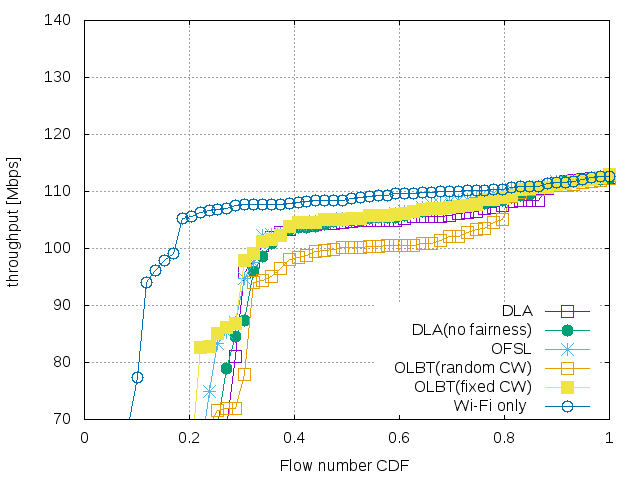 140
130
120
110
100
90
80
70
throughput [Mbps]
DLA
DLA(no fairness)
OFSL
OLBT(random CW)
OLBT(fixed CW)
Wi-Fi only
0
0.2
0.4
0.6
0.8
1
Flow number CDF